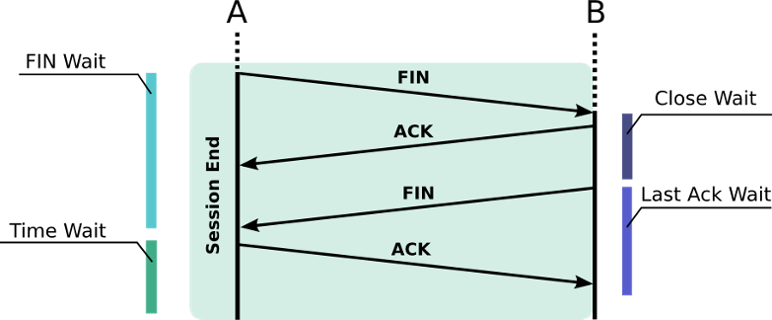 A
B
FIN Wait
FIN
Close Wait
ACK
Session End
FIN
Last Ack Wait
Time Wait
ACK